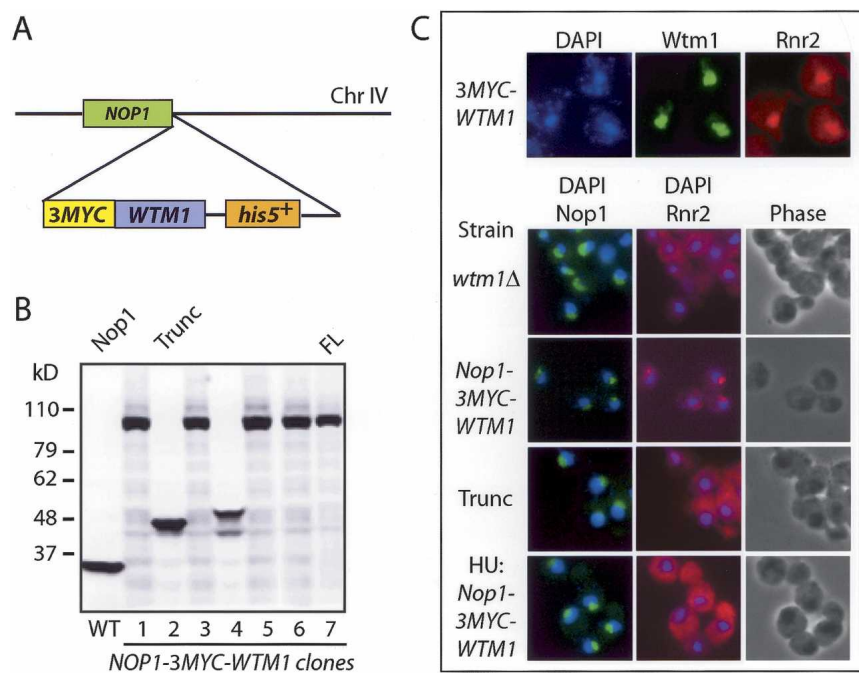 A
Chr IV
NOP1
3MYC
WTM1
his5+
B
Nop1
Trunc
FL
kD
110
79
62
48
37
WT
1 2 3 4 5 6 7
NOP1-3MYC-WTM1 clones
C
DAPI
Wtm1
Rnr2
3MYC-
WTM1
DAPI
Nop1
DAPI
Rnr2
Phase
Strain
wtm1Δ
Nop1-
3MYC-
WTM1
Trunc
HU:
Nop1-
3MYC-
WTM1